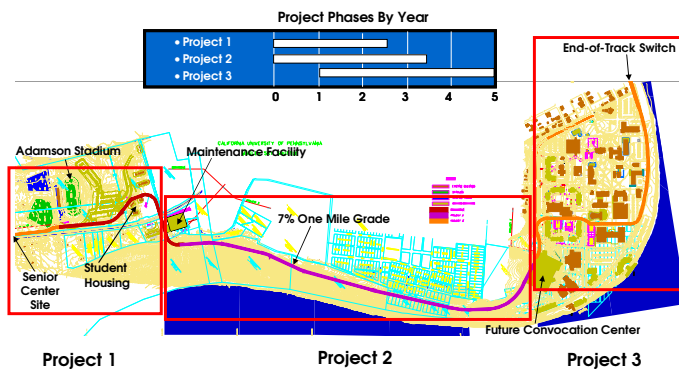 Project Phases By Year
• Project 1
• Project 2
• Project 3
0 1 2 3 4 5
End-of-Track Switch
CALIFORNIA UNIVERSITY OF PENNSYLVANIA
Adamson Stadium
Maintenance Facility
7% One Mile Grade
Senior
Center
Site
Student
Housing
Future Convocation Center
Project 1
Project 2
Project 3